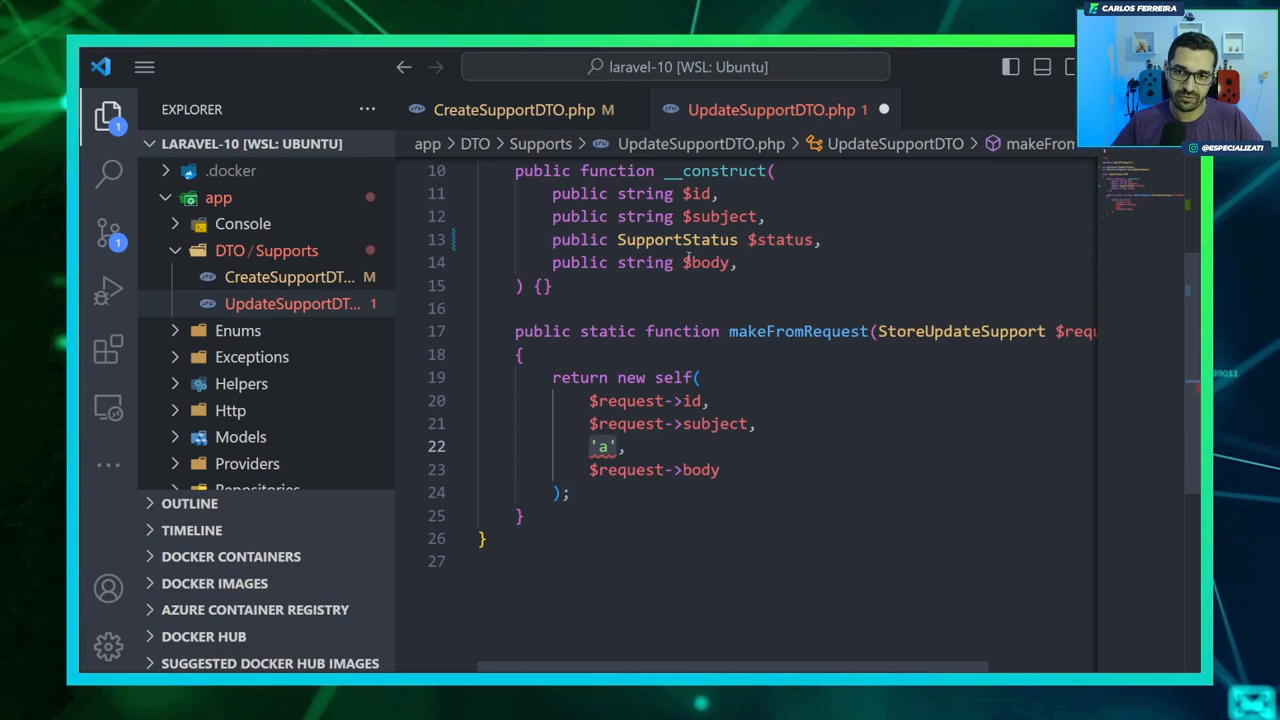 CARLOS FERREIRA
@ESPECIALIZATI
laravel-10 [WSL: Ubuntu]
EXPLORER
CreateSupportDTO.php M
UpdateSupportDTO.php 1
LARAVEL-10 [WSL: UBUNTU]
app > DTO > Supports > UpdateSupportDTO.php > UpdateSupportDTO > makeFrom
.docker
app
Console
DTO / Supports
CreateSupportDT... M
UpdateSupportDT... 1
Enums
Exceptions
Helpers
Http
Models
Providers
Repositories
OUTLINE
TIMELINE
DOCKER CONTAINERS
DOCKER IMAGES
AZURE CONTAINER REGISTRY
DOCKER HUB
SUGGESTED DOCKER HUB IMAGES
1
1
10 public function __construct(
11 public string $id,
12 public string $subject,
13 public SupportStatus $status,
14 public string $body,
15 ) {}
16
17 public static function makeFromRequest(StoreUpdateSupport $requ
18 {
19 return new self(
20 $request->id,
21 $request->subject,
22 'a',
23 $request->body
24 );
25 }
26 }
27